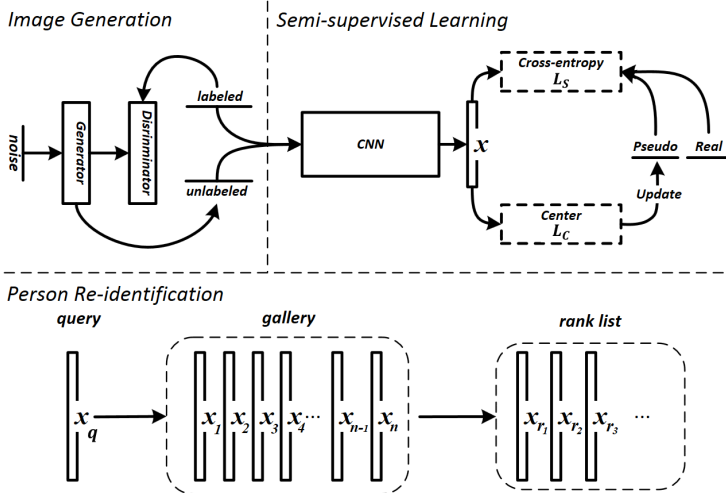 Image Generation
Semi-supervised Learning
noise
Generator
Disrinminator
labeled
unlabeled
CNN
x
Cross-entropy
L_S
Pseudo
Real
Update
Center
L_C
Person Re-identification
query
gallery
rank list
x_q
x_1 x_2 x_3 x_4 ... x_{n-1} x_n
x_{r_1} x_{r_2} x_{r_3} ...